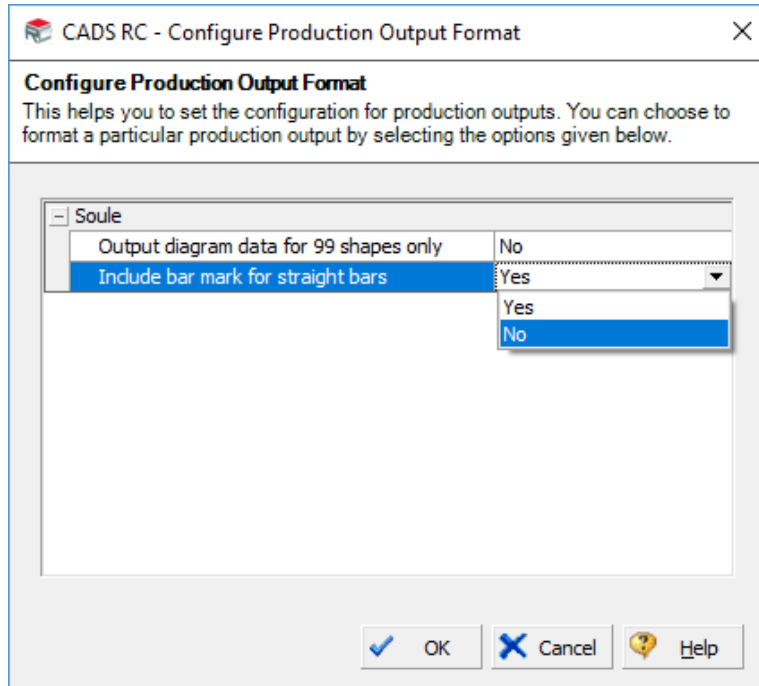 CADS RC - Configure Production Output Format
Configure Production Output Format
This helps you to set the configuration for production outputs. You can choose to
format a particular production output by selecting the options given below.
Soule
Output diagram data for 99 shapes only No
Include bar mark for straight bars Yes
Yes
No
OK Cancel Help